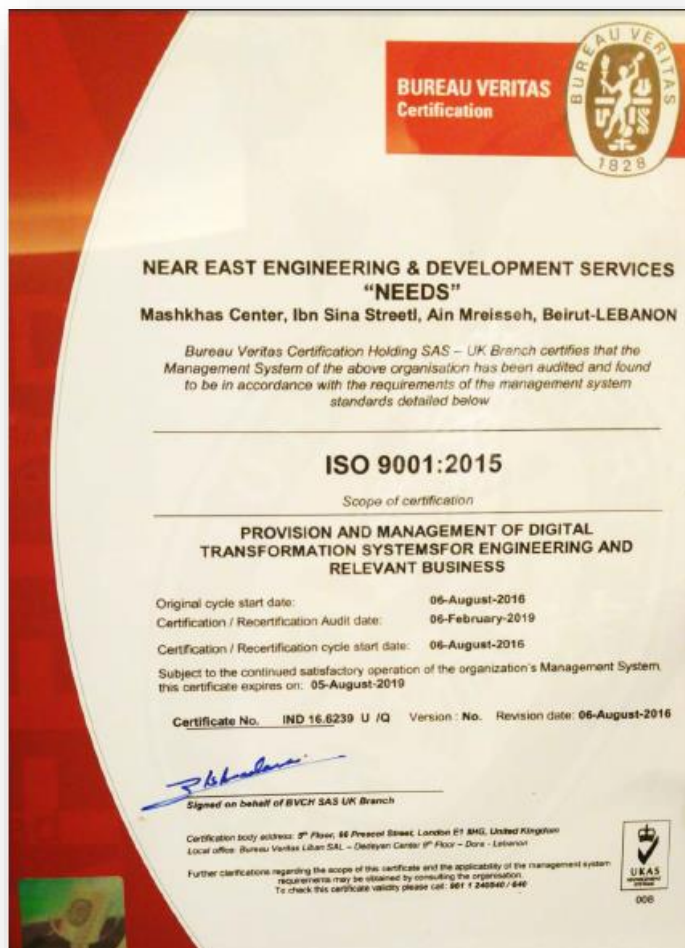 BUREAU VERITAS
Certification
BUREAU VERITAS
1828
NEAR EAST ENGINEERING & DEVELOPMENT SERVICES
“NEEDS”
Mashkhas Center, Ibn Sina Streetl, Ain Mreisseh, Beirut-LEBANON
Bureau Veritas Certification Holding SAS – UK Branch certifies that the
Management System of the above organisation has been audited and found
to be in accordance with the requirements of the management system
standards detailed below
ISO 9001:2015
Scope of certification
PROVISION AND MANAGEMENT OF DIGITAL
TRANSFORMATION SYSTEMSFOR ENGINEERING AND
RELEVANT BUSINESS
Original cycle start date: 06-August-2016
Certification / Recertification Audit date: 06-February-2019
Certification / Recertification cycle start date: 06-August-2016
Subject to the continued satisfactory operation of the organization's Management System,
this certificate expires on: 05-August-2019
Certificate No. IND 16.6239 U /Q Version : No. Revision date: 06-August-2016
Signed on behalf of BVCH SAS UK Branch
Certification body address: 5th Floor, 66 Prescot Street, London E1 8HG, United Kingdom
Local office: Bureau Veritas Liban SAL – Center 9th Floor – Dora - Lebanon
Further clarifications regarding the scope of this certificate and the applicability of the management system
requirements may be obtained by consulting the organisation.
To check this certificate validity please call:
UKAS
MANAGEMENT
SYSTEMS
008